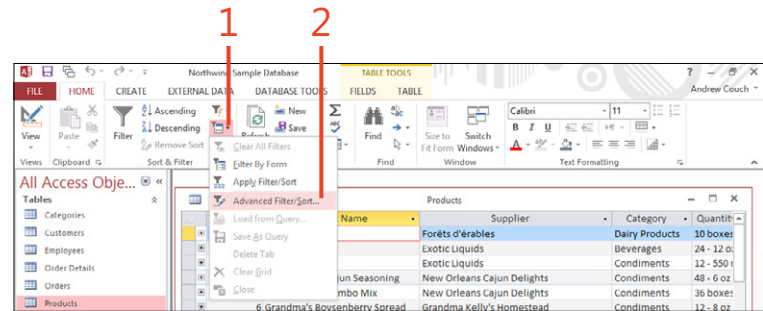 1 2
Northwind Sample Database TABLE TOOLS ?
FILE HOME CREATE EXTERNAL DATA DATABASE TOOLS FIELDS TABLE Andrew Couch
View Paste Filter Ascending Descending Remove Sort Refresh New Save Find Size to Fit Form Switch Windows Calibri 11
B I U
Views Clipboard Sort & Filter Find Window Text Formatting
Clear All Filters
Filter By Form
Apply Filter/Sort
Advanced Filter/Sort...
Load from Query...
Save As Query
Delete Tab
Clear Grid
Close
All Access Obje...
Tables
Categories
Customers
Employees
Order Details
Orders
Products
Products
Name Supplier Category Quantit
Forêts d'érables Dairy Products 10 boxes
Exotic Liquids Beverages 24 - 12 o
Exotic Liquids Condiments 12 - 550
jun Seasoning New Orleans Cajun Delights Condiments 48 - 6 oz
mbo Mix New Orleans Cajun Delights Condiments 36 boxes
6 Grandma's Boysenberry Spread Grandma Kelly's Homestead Condiments 12 - 8 oz